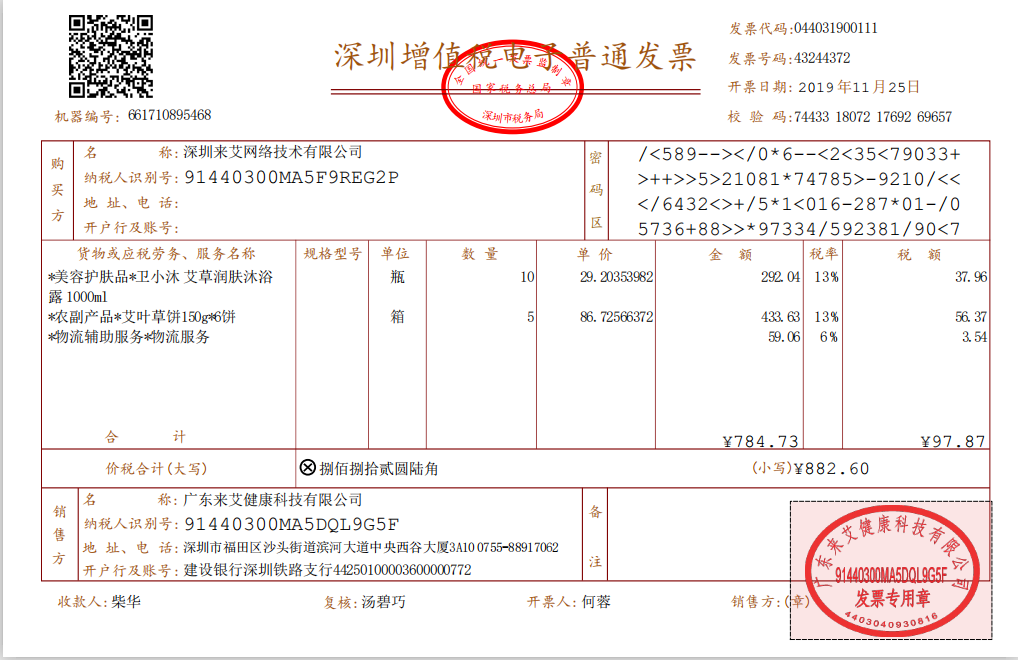 深圳增值税电子普通发票
全国统一发票监制章
国家税务总局
深圳市税务局
机器编号: 661710895468
发票代码:044031900111
发票号码:43244372
开票日期: 2019年11月25日
校 验 码:74433 18072 17692 69657
购买方
名 称: 深圳来艾网络技术有限公司
纳税人识别号: 91440300MA5F9REG2P
地 址、电 话:
开户行及账号:
密码区
/<589--></0*6--<2<35<79033+
>++>>5>21081*74785>-9210/<<
</6432<>+/5*1<016-287*01-/0
5736+88>>*97334/592381/90<7
货物或应税劳务、服务名称 规格型号 单位 数 量 单 价 金 额 税率 税 额
*美容护肤品*卫小沐 艾草润肤沐浴 瓶 10 29.20353982 292.04 13% 37.96
露 1000ml
*农副产品*艾叶草饼150g*6饼 箱 5 86.72566372 433.63 13% 56.37
*物流辅助服务*物流服务 59.06 6% 3.54
合 计 ¥784.73 ¥97.87
价税合计(大写) ⊗捌佰捌拾贰圆陆角 (小写)¥882.60
销售方
名 称: 广东来艾健康科技有限公司
纳税人识别号: 91440300MA5DQL9G5F
地 址、电 话: 深圳市福田区沙头街道滨河大道中央西谷大厦3A10 0755-88917062
开户行及账号: 建设银行深圳铁路支行44250100003600000772
备注
收款人: 柴华 复核: 汤碧巧 开票人: 何蓉 销售方:(章)
广东来艾健康科技有限公司
91440300MA5DQL9G5F
发票专用章
4403040930816